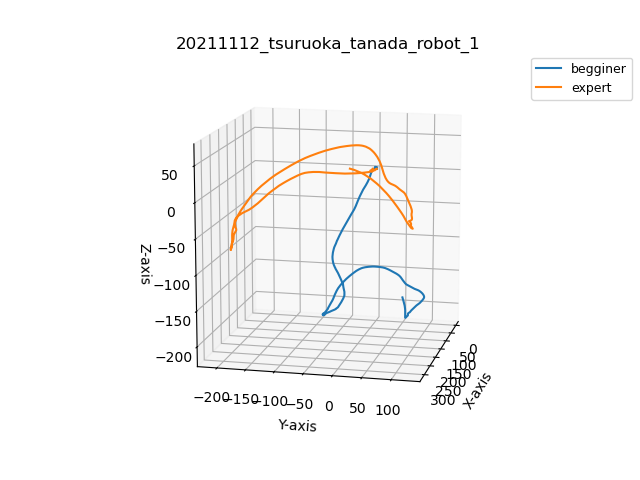 20211112_tsuruoka_tanada_robot_1
begginer
expert
50
0
−50
−100
−150
−200
Z-axis
−200 −150 −100 −50 0 50 100
Y-axis
0
50
100
150
200
250
300
X-axis